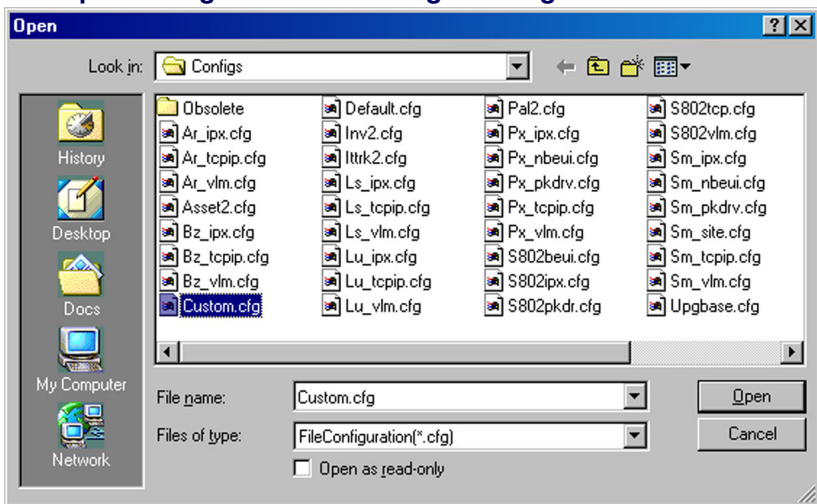 Open
Look in: Configs
History
Desktop
Docs
My Computer
Network
Obsolete Default.cfg Pal2.cfg S802tcp.cfg
Ar_ipx.cfg Inv2.cfg Px_ipx.cfg S802vlm.cfg
Ar_tcpip.cfg Ittrk2.cfg Px_nbeui.cfg Sm_ipx.cfg
Ar_vlm.cfg Ls_ipx.cfg Px_pkdrv.cfg Sm_nbeui.cfg
Asset2.cfg Ls_tcpip.cfg Px_tcpip.cfg Sm_pkdrv.cfg
Bz_ipx.cfg Ls_vlm.cfg Px_vlm.cfg Sm_site.cfg
Bz_tcpip.cfg Lu_ipx.cfg S802beui.cfg Sm_tcpip.cfg
Bz_vlm.cfg Lu_tcpip.cfg S802ipx.cfg Sm_vlm.cfg
Custom.cfg Lu_vlm.cfg S802pkdr.cfg Upgbase.cfg
File name: Custom.cfg Open
Files of type: FileConfiguration(*.cfg) Cancel
Open as read-only